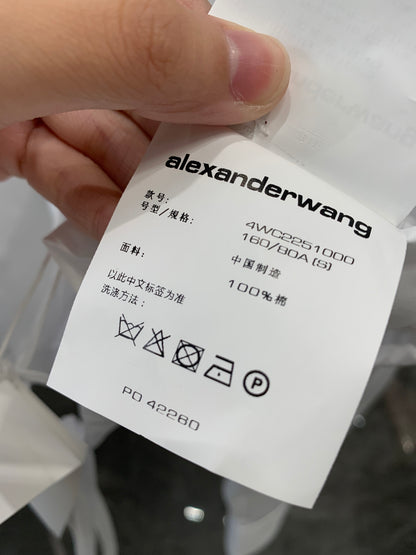 alexanderwang
款号: 4WC2251000
号型/规格: 160/80A (S)
中国制造
面料: 100%棉
以此中文标签为准
洗涤方法:
P
PO 42260